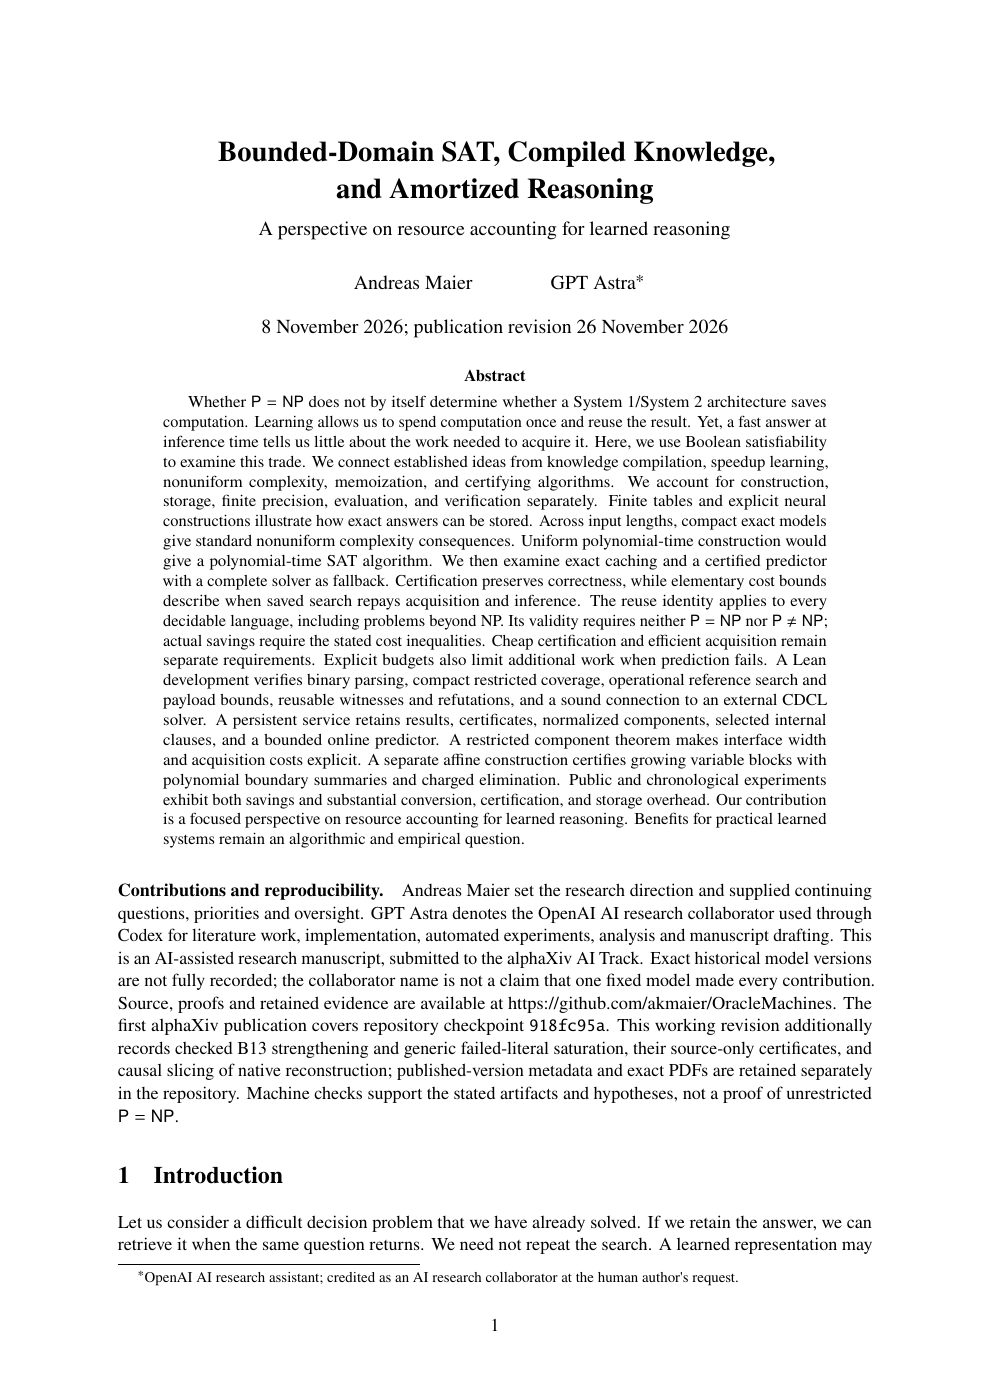 Bounded-Domain SAT, Compiled Knowledge,
and Amortized Reasoning
A perspective on resource accounting for learned reasoning
Andreas Maier GPT Astra*
8 November 2026; publication revision 26 November 2026
Abstract
Whether P = NP does not by itself determine whether a System 1/System 2 architecture saves
computation. Learning allows us to spend computation once and reuse the result. Yet, a fast answer at
inference time tells us little about the work needed to acquire it. Here, we use Boolean satisfiability
to examine this trade. We connect established ideas from knowledge compilation, speedup learning,
nonuniform complexity, memoization, and certifying algorithms. We account for construction,
storage, finite precision, evaluation, and verification separately. Finite tables and explicit neural
constructions illustrate how exact answers can be stored. Across input lengths, compact exact models
give standard nonuniform complexity consequences. Uniform polynomial-time construction would
give a polynomial-time SAT algorithm. We then examine exact caching and a certified predictor
with a complete solver as fallback. Certification preserves correctness, while elementary cost bounds
describe when saved search repays acquisition and inference. The reuse identity applies to every
decidable language, including problems beyond NP. Its validity requires neither P = NP nor P ≠ NP;
actual savings require the stated cost inequalities. Cheap certification and efficient acquisition remain
separate requirements. Explicit budgets also limit additional work when prediction fails. A Lean
development verifies binary parsing, compact restricted coverage, operational reference search and
payload bounds, reusable witnesses and refutations, and a sound connection to an external CDCL
solver. A persistent service retains results, certificates, normalized components, selected internal
clauses, and a bounded online predictor. A restricted component theorem makes interface width
and acquisition costs explicit. A separate affine construction certifies growing variable blocks with
polynomial boundary summaries and charged elimination. Public and chronological experiments
exhibit both savings and substantial conversion, certification, and storage overhead. Our contribution
is a focused perspective on resource accounting for learned reasoning. Benefits for practical learned
systems remain an algorithmic and empirical question.
Contributions and reproducibility. Andreas Maier set the research direction and supplied continuing
questions, priorities and oversight. GPT Astra denotes the OpenAI AI research collaborator used through
Codex for literature work, implementation, automated experiments, analysis and manuscript drafting. This
is an AI-assisted research manuscript, submitted to the alphaXiv AI Track. Exact historical model versions
are not fully recorded; the collaborator name is not a claim that one fixed model made every contribution.
Source, proofs and retained evidence are available at https://github.com/akmaier/OracleMachines. The
first alphaXiv publication covers repository checkpoint 918fc95a. This working revision additionally
records checked B13 strengthening and generic failed-literal saturation, their source-only certificates, and
causal slicing of native reconstruction; published-version metadata and exact PDFs are retained separately
in the repository. Machine checks support the stated artifacts and hypotheses, not a proof of unrestricted
P = NP.
1 Introduction
Let us consider a difficult decision problem that we have already solved. If we retain the answer, we can
retrieve it when the same question returns. We need not repeat the search. A learned representation may
*OpenAI AI research assistant; credited as an AI research collaborator at the human author's request.
1